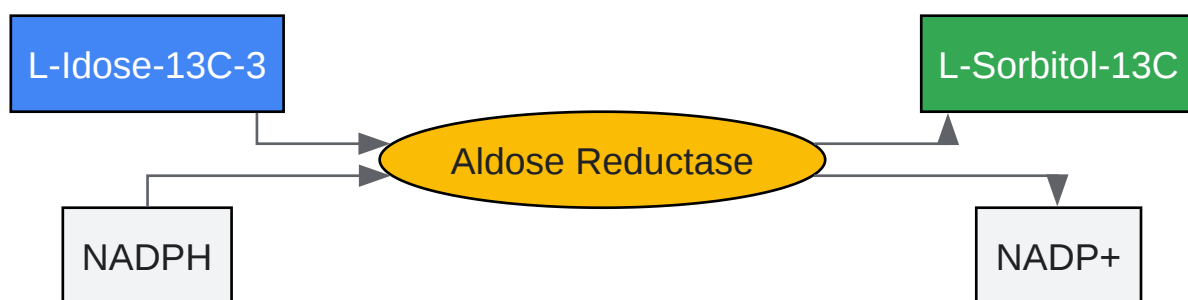 L-Idose-13C-3
L-Sorbitol-13C
Aldose Reductase
NADPH
NADP+